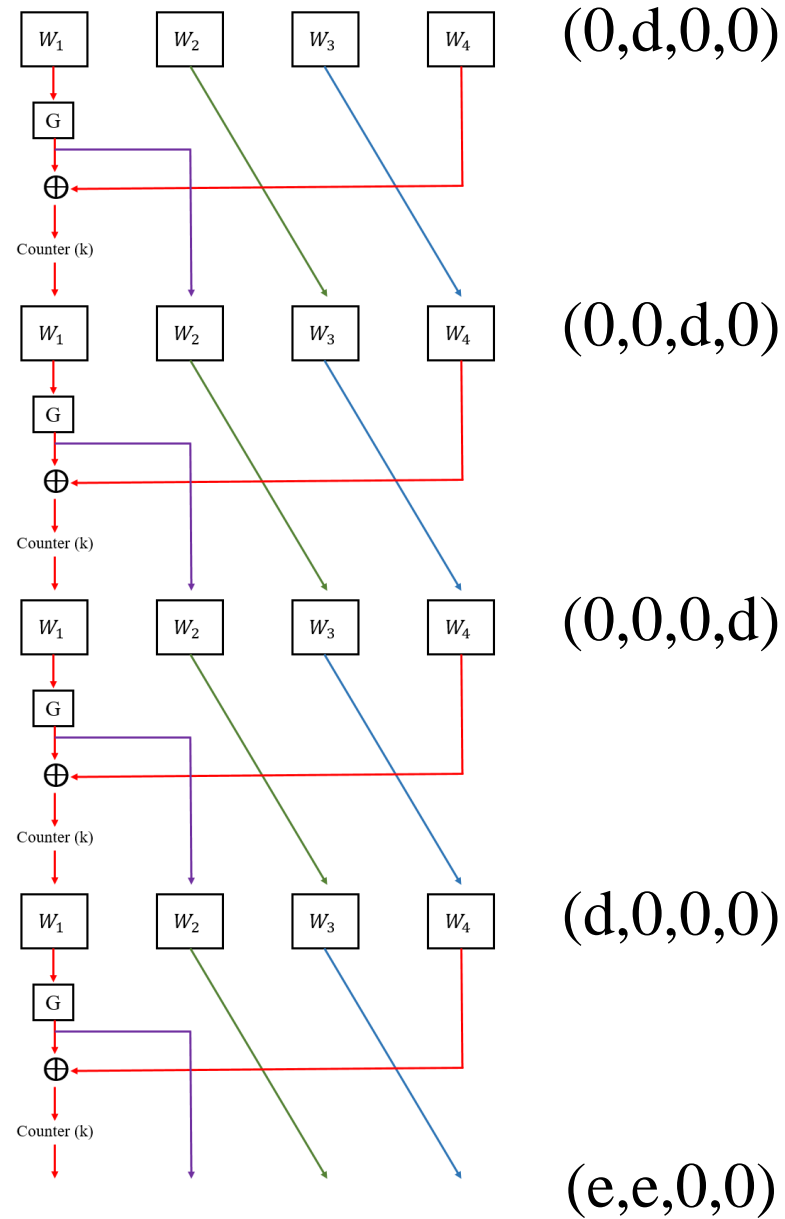 W₁ W₂ W₃ W₄ (0,d,0,0)
G
Counter (k)
W₁ W₂ W₃ W₄ (0,0,d,0)
G
Counter (k)
W₁ W₂ W₃ W₄ (0,0,0,d)
G
Counter (k)
W₁ W₂ W₃ W₄ (d,0,0,0)
G
Counter (k)
(e,e,0,0)